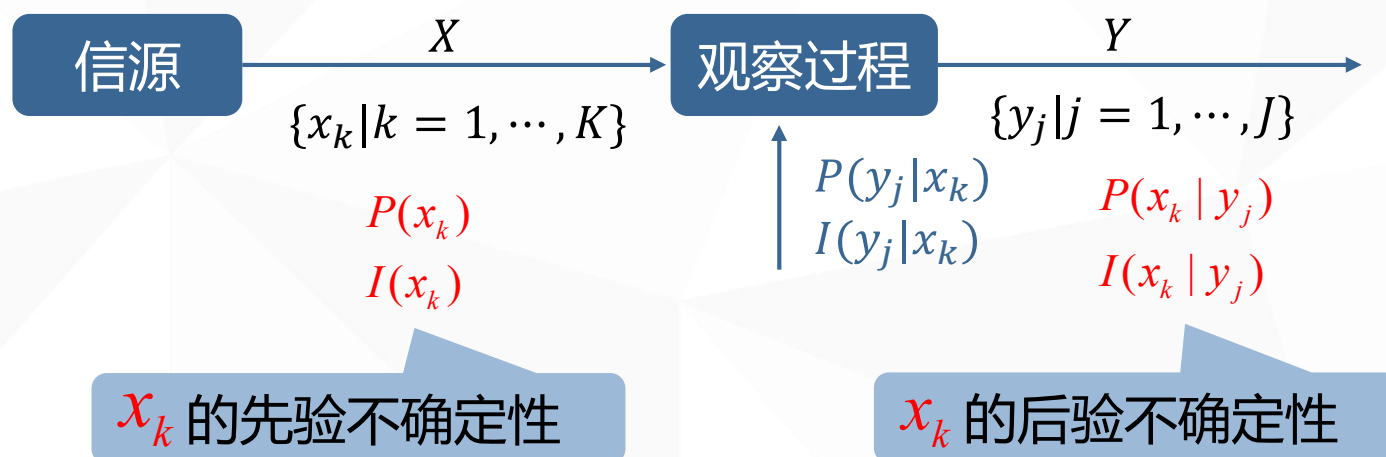 信源
X
观察过程
Y
{x_k|k = 1, ⋯, K}
{y_j|j = 1, ⋯, J}
P(x_k)
I(x_k)
P(y_j|x_k)
I(y_j|x_k)
P(x_k | y_j)
I(x_k | y_j)
x_k 的先验不确定性
x_k 的后验不确定性